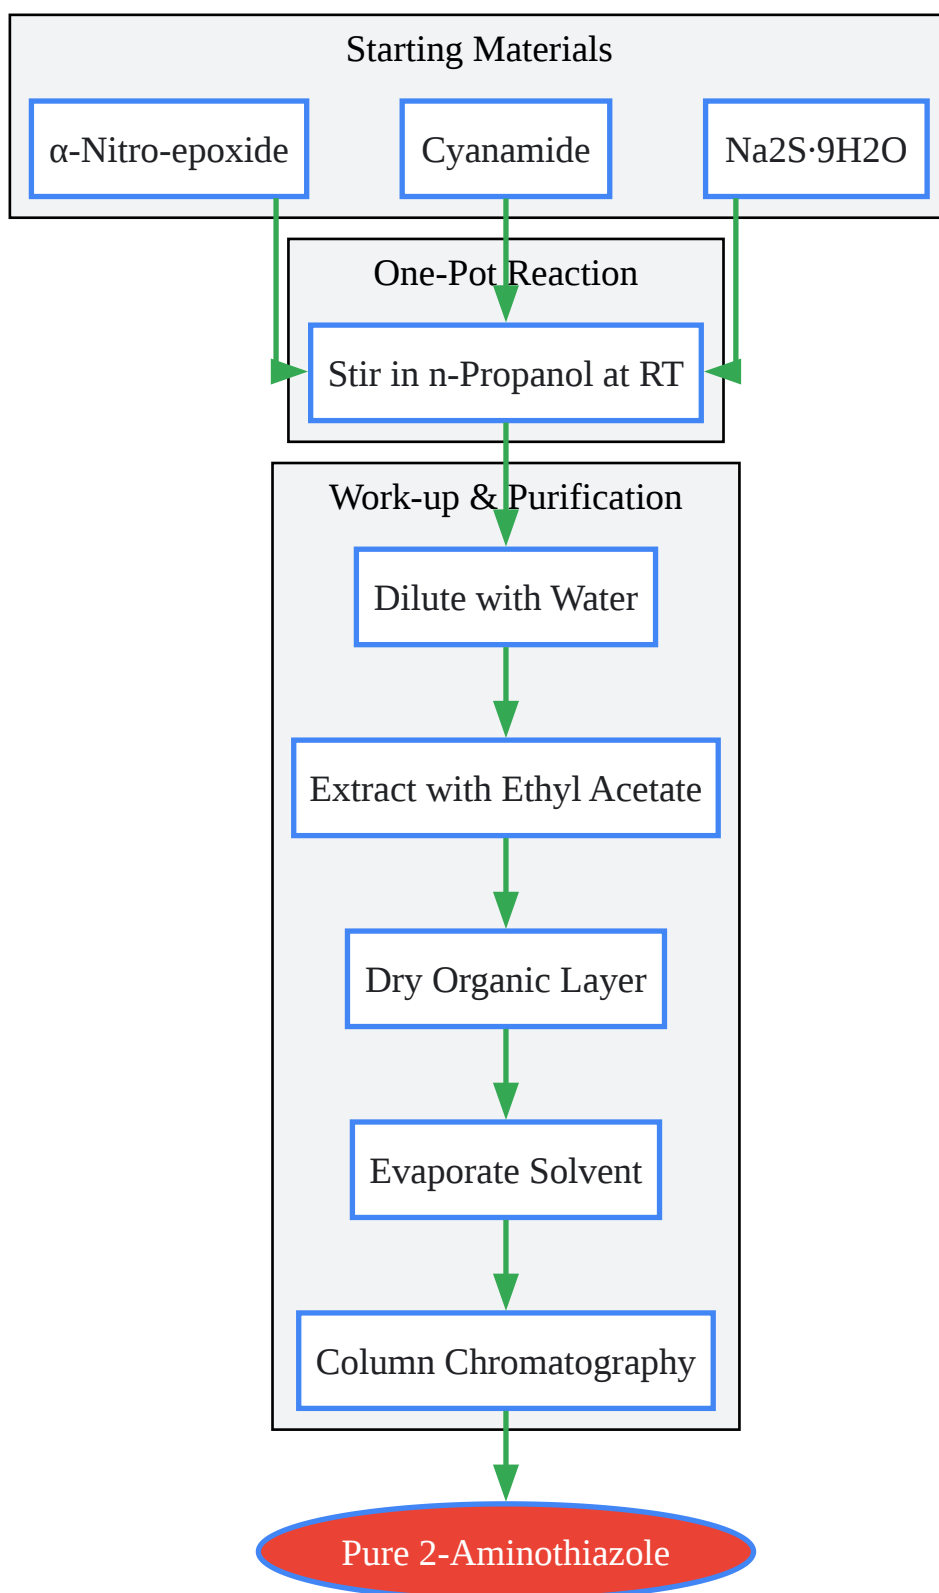 Starting Materials
α-Nitro-epoxide
Cyanamide
Na2S·9H2O
One-Pot Reaction
Stir in n-Propanol at RT
Work-up & Purification
Dilute with Water
Extract with Ethyl Acetate
Dry Organic Layer
Evaporate Solvent
Column Chromatography
Pure 2-Aminothiazole